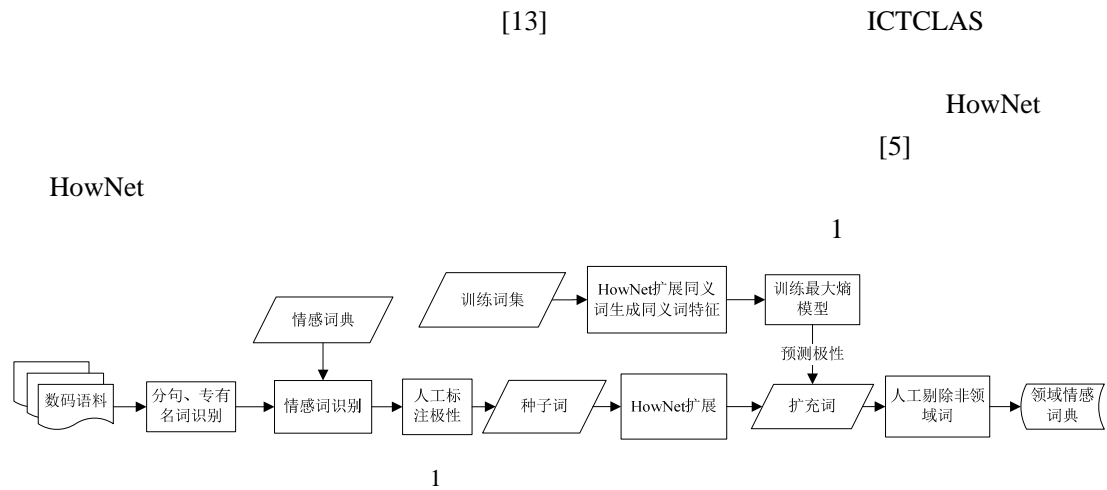 [13] ICTCLAS
HowNet
[5]
HowNet
1
训练词集
HowNet扩展同义
词生成同义词特征
训练最大熵
模型
情感词典
预测极性
数码语料
分句、专有
名词识别
情感词识别
人工标
注极性
种子词
HowNet扩展
扩充词
人工剔除非领
域词
领域情感
词典
1